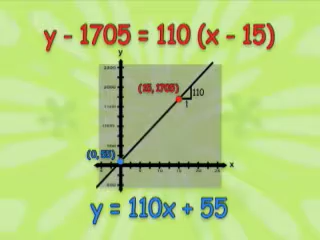 y - 1705 = 110 (x - 15)
y
(15, 1705)
110
1
(0, 55)
x
y = 110x + 55